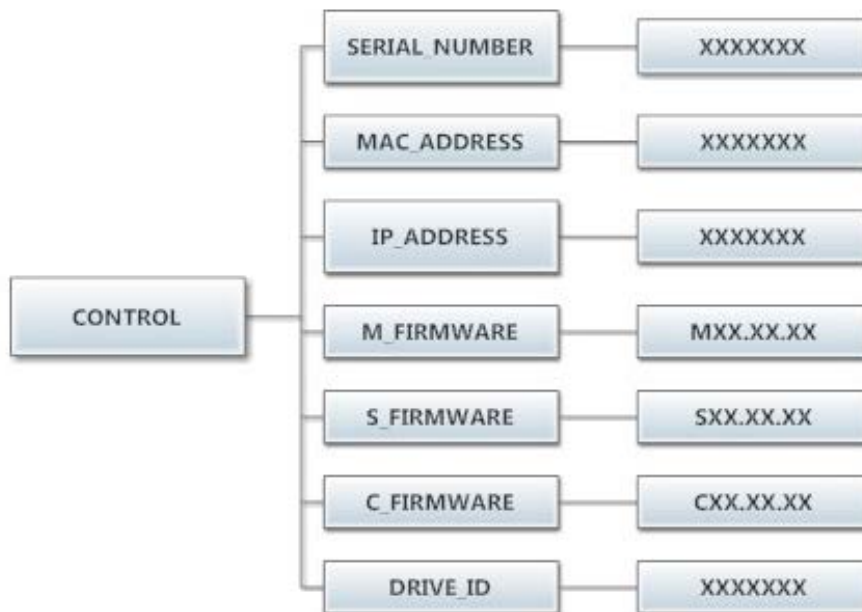 SERIAL_NUMBER
XXXXXXX
MAC_ADDRESS
XXXXXXX
IP_ADDRESS
XXXXXXX
CONTROL
M_FIRMWARE
MXX.XX.XX
S_FIRMWARE
SXX.XX.XX
C_FIRMWARE
CXX.XX.XX
DRIVE_ID
XXXXXXX